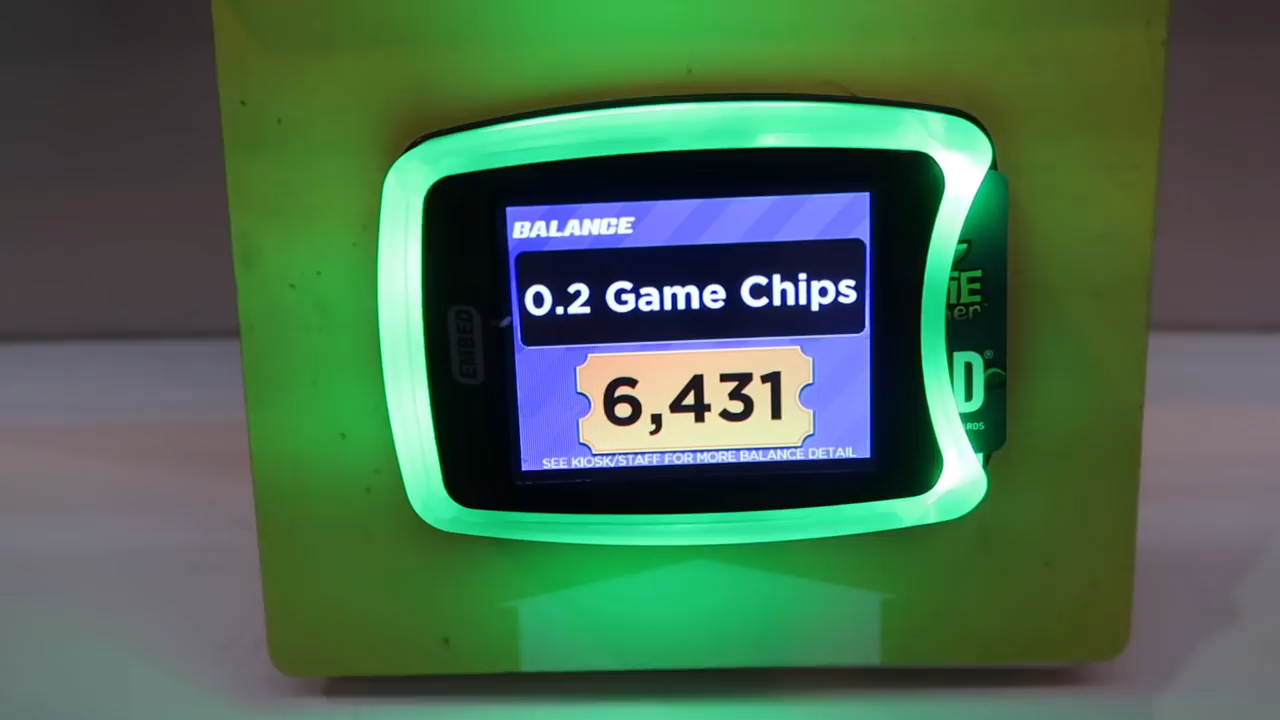 BALANCE
0.2 Game Chips
6,431
SEE KIOSK/STAFF FOR MORE BALANCE DETAIL
EMBED